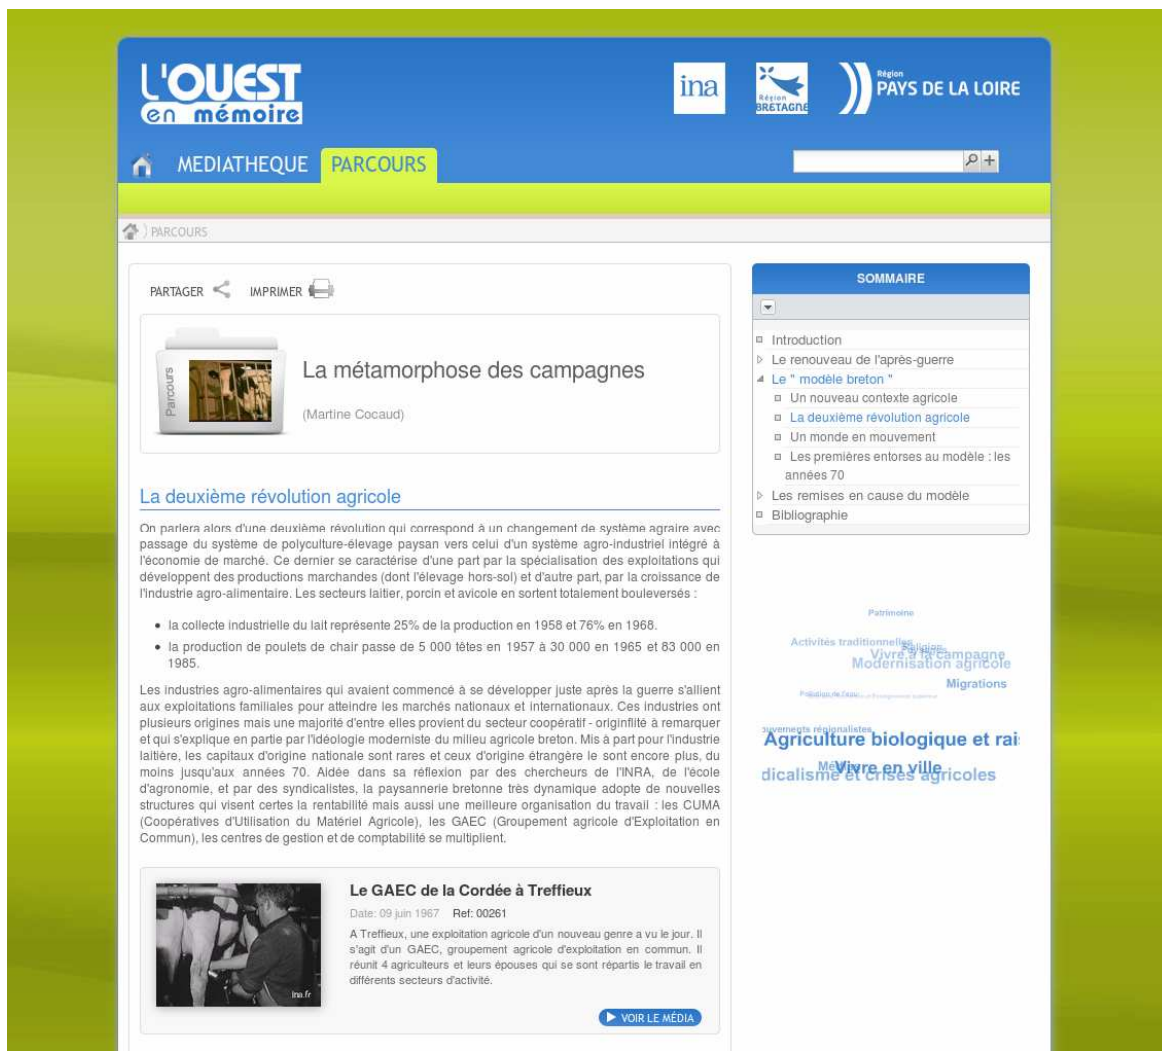 L'OUEST
en mémoire
ina
Région
BRETAGNE
Région
PAYS DE LA LOIRE
MEDIATHEQUE
PARCOURS
PARCOURS
PARTAGER
IMPRIMER
Parcours
La métamorphose des campagnes
(Martine Cocaud)
La deuxième révolution agricole
On parlera alors d'une deuxième révolution qui correspond à un changement de système agraire avec
passage du système de polyculture-élevage paysan vers celui d'un système agro-industriel intégré à
l'économie de marché. Ce dernier se caractérise d'une part par la spécialisation des exploitations qui
développent des productions marchandes (dont l'élevage hors-sol) et d'autre part, par la croissance de
l'industrie agro-alimentaire. Les secteurs laitier, porcin et avicole en sortent totalement bouleversés :
la collecte industrielle du lait représente 25% de la production en 1958 et 76% en 1968.
la production de poulets de chair passe de 5 000 têtes en 1957 à 30 000 en 1965 et 83 000 en
1985.
Les industries agro-alimentaires qui avaient commencé à se développer juste après la guerre s'allient
aux exploitations familiales pour atteindre les marchés nationaux et internationaux. Ces industries ont
plusieurs origines mais une majorité d'entre elles provient du secteur coopératif - originflité à remarquer
et qui s'explique en partie par l'idéologie moderniste du milieu agricole breton. Mis à part pour l'industrie
laitière, les capitaux d'origine nationale sont rares et ceux d'origine étrangère le sont encore plus, du
moins jusqu'aux années 70. Aidée dans sa réflexion par des chercheurs de l'INRA, de l'école
d'agronomie, et par des syndicalistes, la paysannerie bretonne très dynamique adopte de nouvelles
structures qui visent certes la rentabilité mais aussi une meilleure organisation du travail : les CUMA
(Coopératives d'Utilisation du Matériel Agricole), les GAEC (Groupement agricole d'Exploitation en
Commun), les centres de gestion et de comptabilité se multiplient.
Le GAEC de la Cordée à Treffieux
Date: 09 juin 1967 Ref: 00261
A Treffieux, une exploitation agricole d'un nouveau genre a vu le jour. Il
s'agit d'un GAEC, groupement agricole d'exploitation en commun. Il
réunit 4 agriculteurs et leurs épouses qui se sont répartis le travail en
différents secteurs d'activité.
ina.fr
VOIR LE MÉDIA
SOMMAIRE
Introduction
Le renouveau de l'après-guerre
Le " modèle breton "
Un nouveau contexte agricole
La deuxième révolution agricole
Un monde en mouvement
Les premières entorses au modèle : les
années 70
Les remises en cause du modèle
Bibliographie
Patrimoine
Activités traditionnelles
Vivre à la campagne
Modernisation agricole
Migrations
Pollution de l'eau
ouvements régionalistes
Agriculture biologique et rai
Vivre en ville
dicalisme et crises agricoles